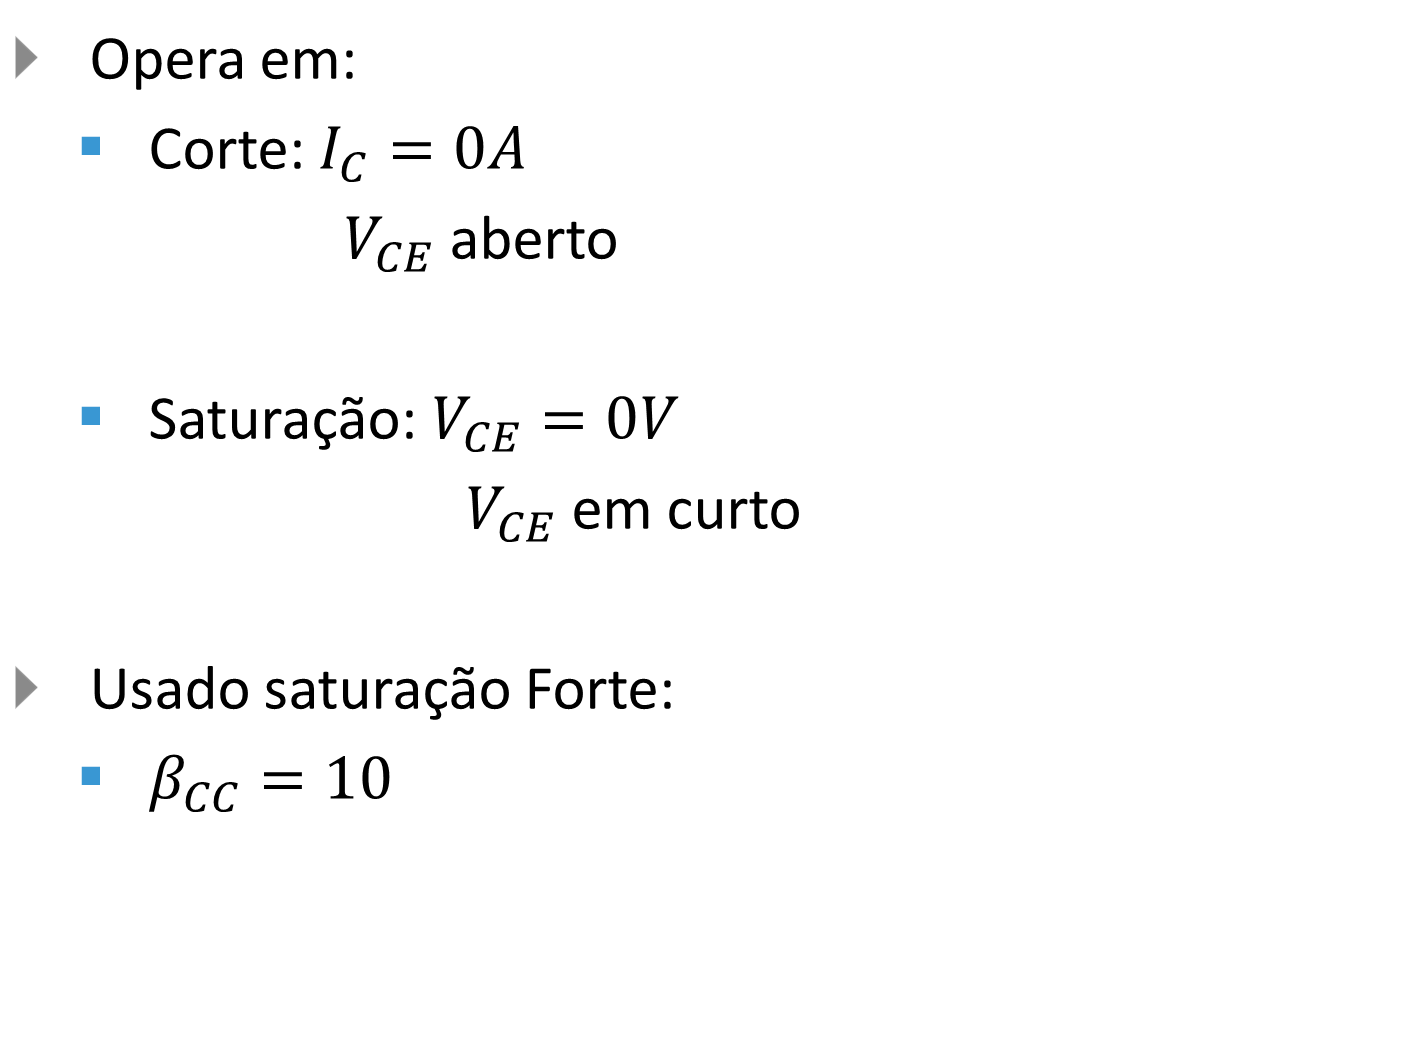 Opera em:
Corte: I_C = 0A
V_CE aberto
Saturação: V_CE = 0V
V_CE em curto
Usado saturação Forte:
β_CC = 10